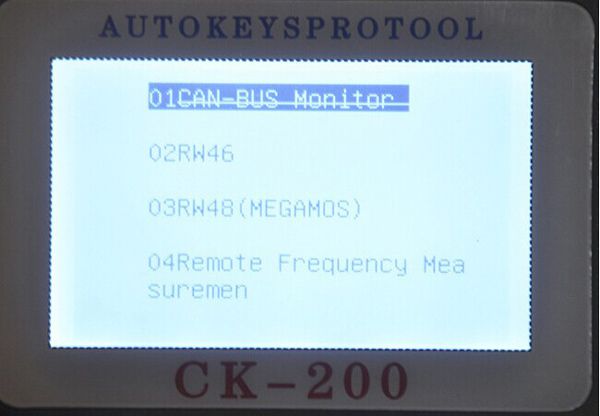 AUTOKEYSPROTOOL
01CAN-BUS Monitor
02RW46
03RW48(MEGAMOS)
04Remote Frequency Mea
suremen
CK-200